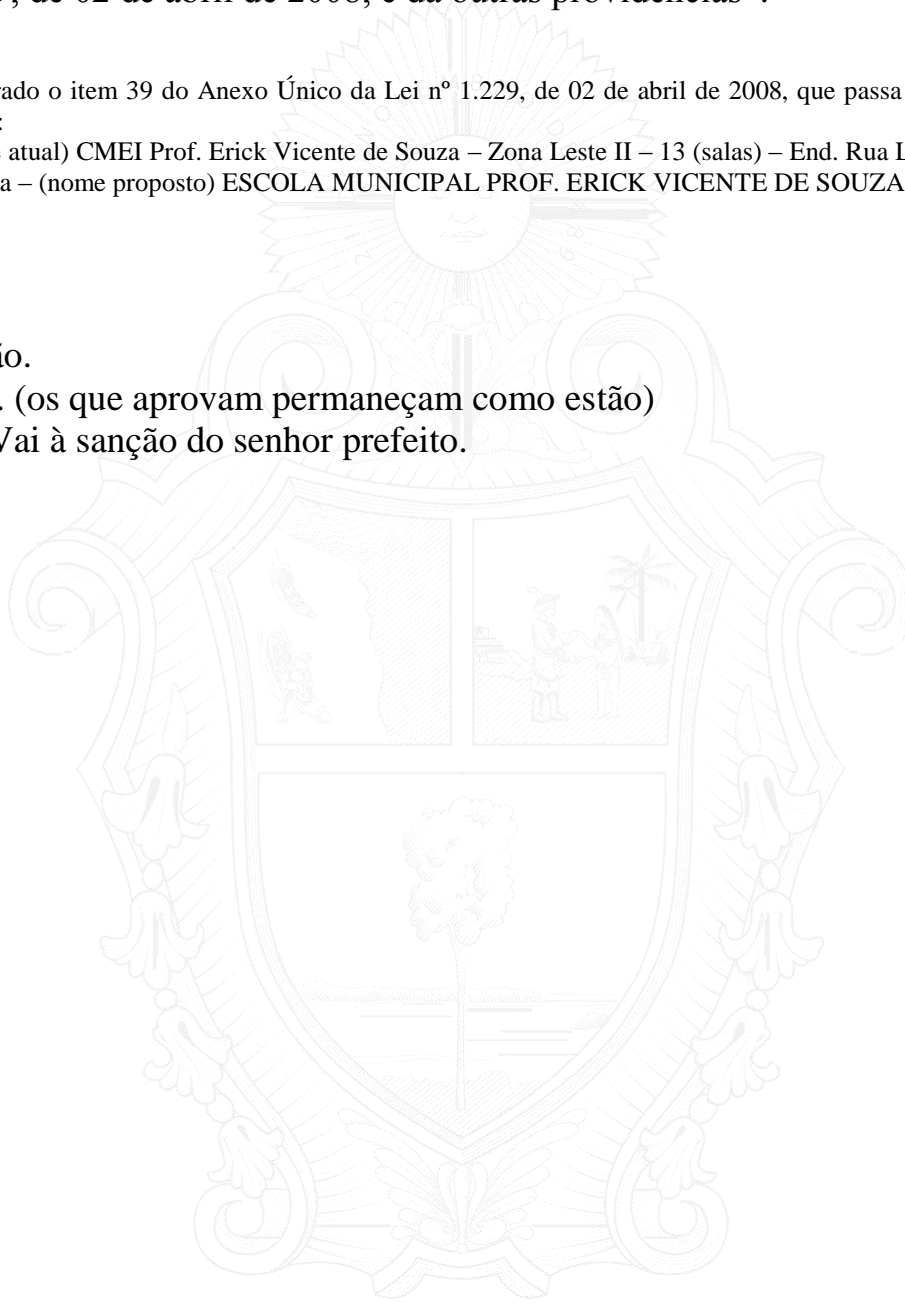 , de 02 de abril de 2008, e dá outras providências".
rado o item 39 do Anexo Único da Lei nº 1.229, de 02 de abril de 2008, que passa
:
atual) CMEI Prof. Erick Vicente de Souza – Zona Leste II – 13 (salas) – End. Rua L
a – (nome proposto) ESCOLA MUNICIPAL PROF. ERICK VICENTE DE SOUZA
ão.
. (os que aprovam permaneçam como estão)
Vai à sanção do senhor prefeito.